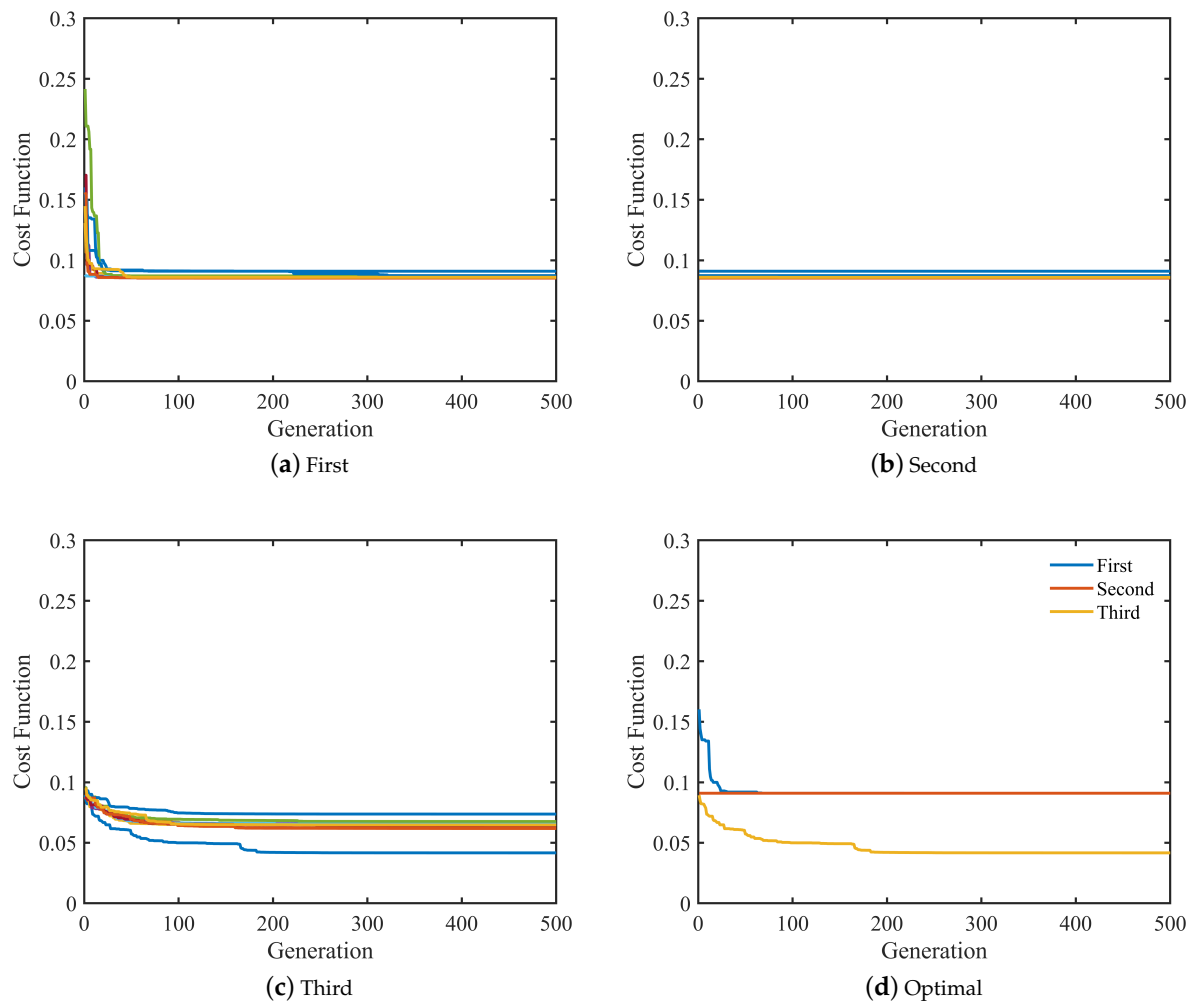 0.3
0.25
0.2
0.15
0.1
0.05
0
Cost Function
0 100 200 300 400 500
Generation
(a) First
0.3
0.25
0.2
0.15
0.1
0.05
0
Cost Function
0 100 200 300 400 500
Generation
(b) Second
0.3
0.25
0.2
0.15
0.1
0.05
0
Cost Function
0 100 200 300 400 500
Generation
(c) Third
0.3
0.25
0.2
0.15
0.1
0.05
0
Cost Function
First
Second
Third
0 100 200 300 400 500
Generation
(d) Optimal